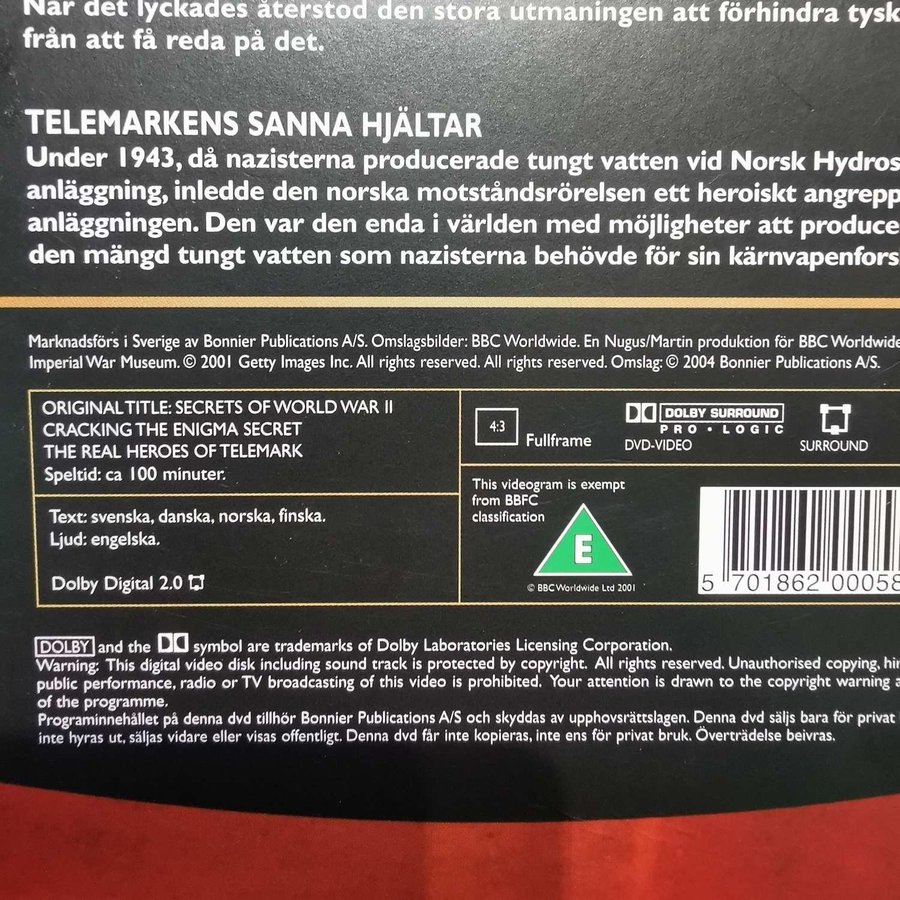 När det lyckades återstod den stora utmaningen att förhindra tysk
från att få reda på det.
TELEMARKENS SANNA HJÄLTAR
Under 1943, då nazisterna producerade tungt vatten vid Norsk Hydros
anläggning, inledde den norska motståndsrörelsen ett heroiskt angrepp
anläggningen. Den var den enda i världen med möjligheter att produce
den mängd tungt vatten som nazisterna behövde för sin kärnvapenfors
Marknadsförs i Sverige av Bonnier Publications A/S. Omslagsbilder: BBC Worldwide. En Nugus/Martin produktion för BBC Worldwide
Imperial War Museum. © 2001 Getty Images Inc. All rights reserved. All rights reserved. Omslag: © 2004 Bonnier Publications A/S.
ORIGINAL TITLE: SECRETS OF WORLD WAR II
CRACKING THE ENIGMA SECRET
THE REAL HEROES OF TELEMARK
Speltid: ca 100 minuter.
Text: svenska, danska, norska, finska.
Ljud: engelska.
Dolby Digital 2.0
4:3 Fullframe
DOLBY SURROUND
PRO • LOGIC
DVD-VIDEO
SURROUND
This videogram is exempt
from BBFC
classification
E
© BBC Worldwide Ltd 2001
5 701862 00058
DOLBY and the symbol are trademarks of Dolby Laboratories Licensing Corporation.
Warning: This digital video disk including sound track is protected by copyright. All rights reserved. Unauthorised copying, hir
public performance, radio or TV broadcasting of this video is prohibited. Your attention is drawn to the copyright warning a
of the programme.
Programinnehållet på denna dvd tillhör Bonnier Publications A/S och skyddas av upphovsrättslagen. Denna dvd säljs bara för privat
inte hyras ut, säljas vidare eller visas offentligt. Denna dvd får inte kopieras, inte ens för privat bruk. Överträdelse beivras.